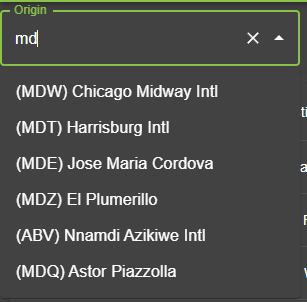 Origin
md
(MDW) Chicago Midway Intl
(MDT) Harrisburg Intl
(MDE) Jose Maria Cordova
(MDZ) El Plumerillo
(ABV) Nnamdi Azikiwe Intl
(MDQ) Astor Piazzolla